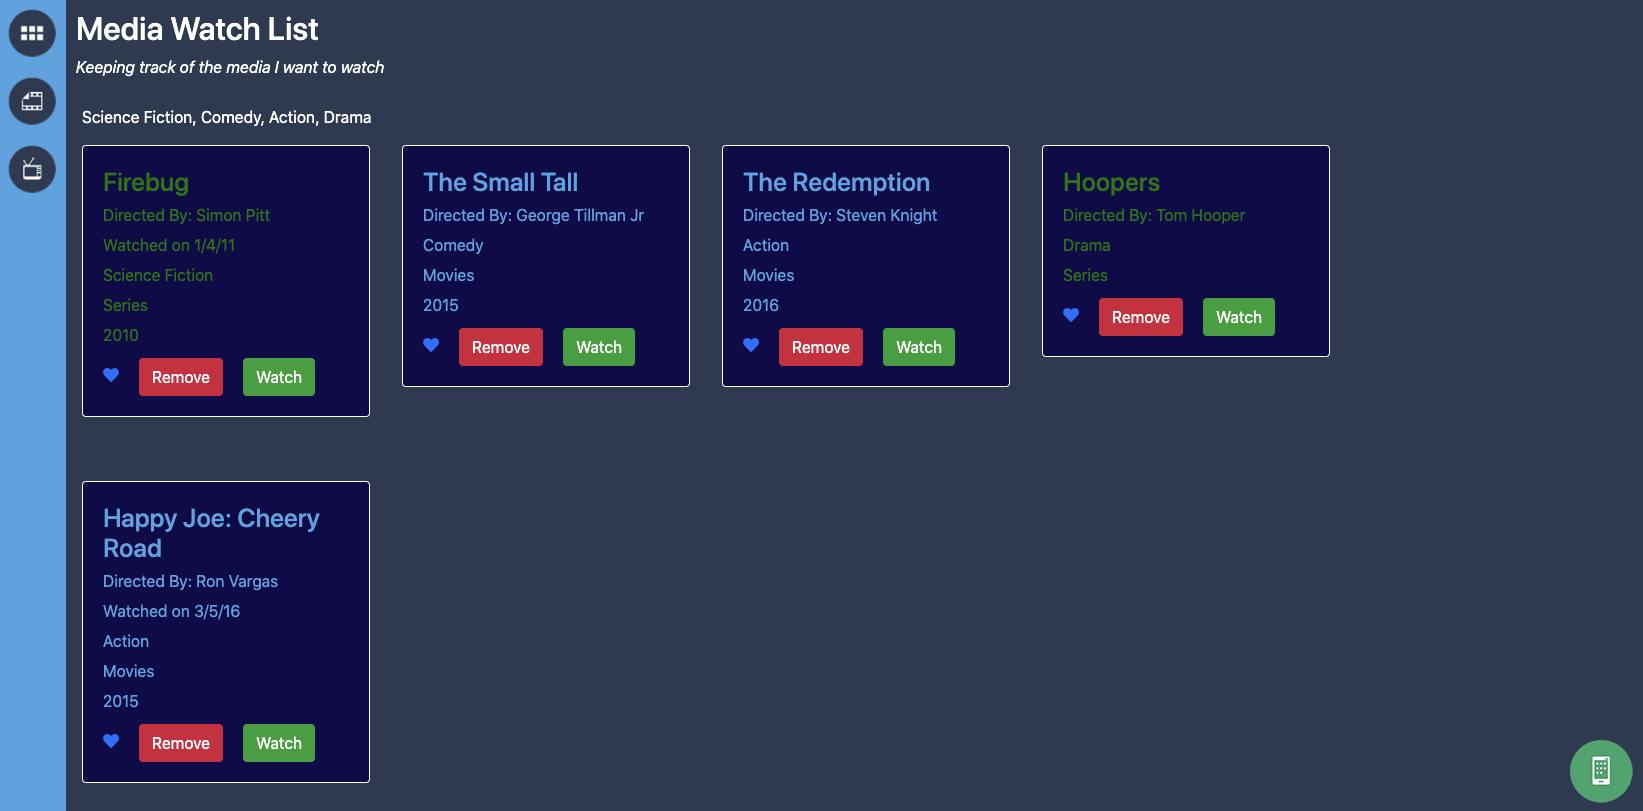 Media Watch List
Keeping track of the media I want to watch
Science Fiction, Comedy, Action, Drama
Firebug
Directed By: Simon Pitt
Watched on 1/4/11
Science Fiction
Series
2010
Remove
Watch
The Small Tall
Directed By: George Tillman Jr
Comedy
Movies
2015
Remove
Watch
The Redemption
Directed By: Steven Knight
Action
Movies
2016
Remove
Watch
Hoopers
Directed By: Tom Hooper
Drama
Series
Remove
Watch
Happy Joe: Cheery
Road
Directed By: Ron Vargas
Watched on 3/5/16
Action
Movies
2015
Remove
Watch